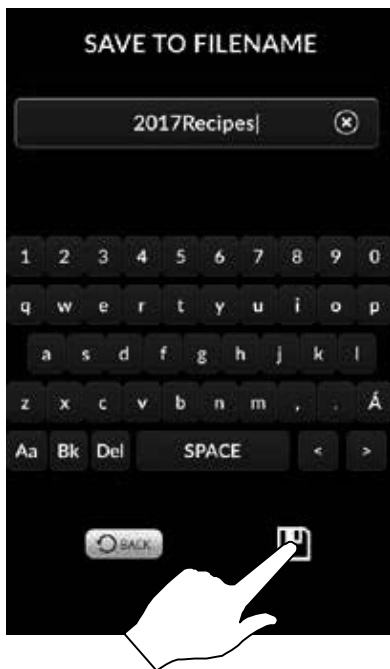 SAVE TO FILENAME
2017Recipes
1 2 3 4 5 6 7 8 9 0
q w e r t y u i o p
a s d f g h j k l
z x c v b n m , . Á
Aa Bk Del SPACE < >
BACK